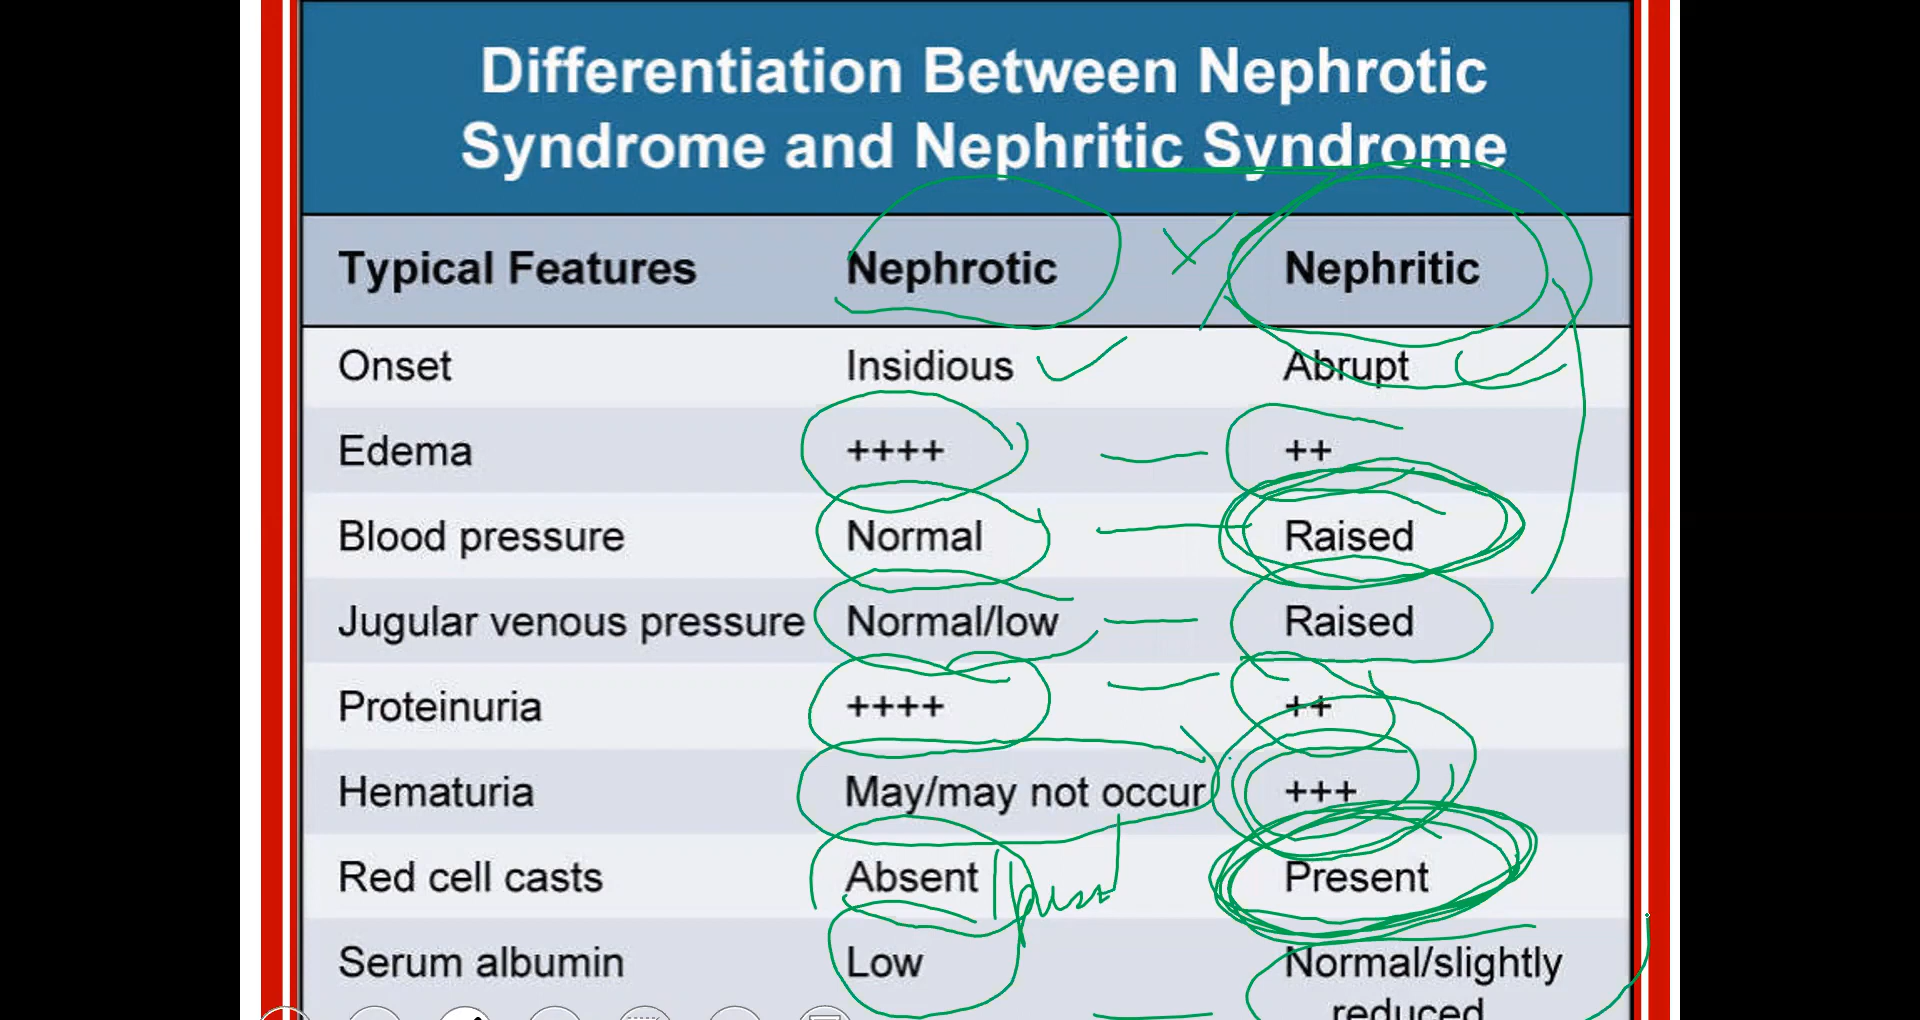 Differentiation Between Nephrotic
Syndrome and Nephritic Syndrome
Typical Features Nephrotic Nephritic
Onset Insidious Abrupt
Edema ++++ ++
Blood pressure Normal Raised
Jugular venous pressure Normal/low Raised
Proteinuria ++++ ++
Hematuria May/may not occur +++
Red cell casts Absent Present
Serum albumin Low Normal/slightly
reduced